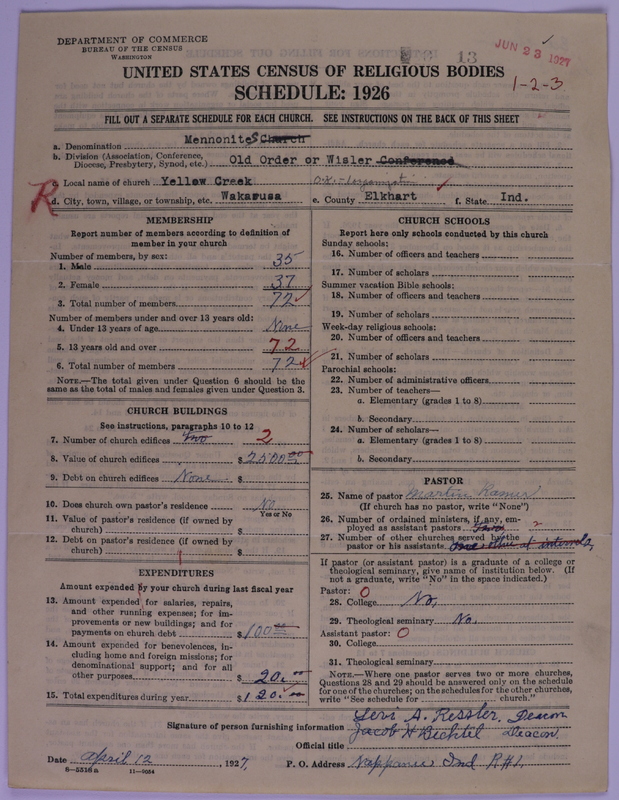 DEPARTMENT OF COMMERCE
BUREAU OF THE CENSUS
WASHINGTON
13
JUN 23 1927
1-2-3
UNITED STATES CENSUS OF RELIGIOUS BODIES
SCHEDULE: 1926
FILL OUT A SEPARATE SCHEDULE FOR EACH CHURCH. SEE INSTRUCTIONS ON THE BACK OF THIS SHEET
a. Denomination Mennonites Church
b. Division (Association, Conference, Diocese, Presbytery, Synod, etc.) Old Order or Wisler Conference
R
c. Local name of church Yellow Creek
d. City, town, village, or township, etc. Wakarusa e. County Elkhart f. State Ind.
MEMBERSHIP
Report number of members according to definition of
member in your church
Number of members, by sex:
1. Male 35
2. Female 37
3. Total number of members 72
Number of members under and over 13 years old:
4. Under 13 years of age None
5. 13 years old and over 72
6. Total number of members 72
NOTE.—The total given under Question 6 should be the
same as the total of males and females given under Question 3.
CHURCH BUILDINGS
See instructions, paragraphs 10 to 12
7. Number of church edifices Two 2
8. Value of church edifices $ 2500.00
9. Debt on church edifices None $
10. Does church own pastor's residence No
Yes or No
11. Value of pastor's residence (if owned by
church) $
12. Debt on pastor's residence (if owned by
church) $
EXPENDITURES
Amount expended by your church during last fiscal year
13. Amount expended for salaries, repairs,
and other running expenses; for im-
provements or new buildings; and for
payments on church debt $ 100.00
14. Amount expended for benevolences, in-
cluding home and foreign missions; for
denominational support; and for all
other purposes $ 20.00
15. Total expenditures during year $ 120.00
CHURCH SCHOOLS
Report here only schools conducted by this church
Sunday schools:
16. Number of officers and teachers
17. Number of scholars
Summer vacation Bible schools:
18. Number of officers and teachers
19. Number of scholars
Week-day religious schools:
20. Number of officers and teachers
21. Number of scholars
Parochial schools:
22. Number of administrative officers
23. Number of teachers—
a. Elementary (grades 1 to 8)
b. Secondary
24. Number of scholars—
a. Elementary (grades 1 to 8)
b. Secondary
PASTOR
25. Name of pastor Martin Ramer
(If church has no pastor, write "None")
26. Number of ordained ministers, if any, em-
ployed as assistant pastors 2
27. Number of other churches served by the
pastor or his assistants
If pastor (or assistant pastor) is a graduate of a college or
theological seminary, give name of institution below. (If
not a graduate, write "No" in the space indicated.)
Pastor: 0
28. College No,
29. Theological seminary No,
Assistant pastor: 0
30. College
31. Theological seminary
NOTE.—Where one pastor serves two or more churches,
Questions 28 and 29 should be answered only on the schedule
for one of the churches; on the schedules for the other churches,
write "See schedule for church."
Signature of person furnishing information Levi A. Ressler, Deacon
Official title Jacob H Bechtel Deacon.
Date April 12, 1927. P. O. Address Nappanee Ind R#1.
6-5318a 11-9054